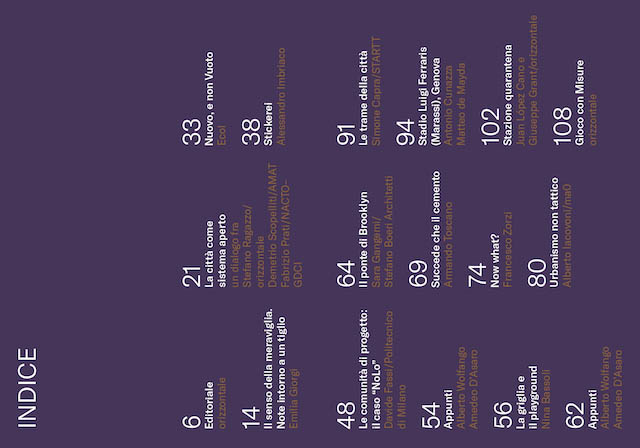 INDICE
6
Editoriale
orizzontale
14
Il senso della meraviglia.
Note intorno a un tiglio
Emilia Giorgi
21
La città come
sistema aperto
un dialogo fra
Stefano Ragazzo/
orizzontale
Demetrio Scopelliti/AMAT
Fabrizio Prati/NACTO–
GDCI
33
Nuovo, e non Vuoto
Ecol
38
Stickerei
Alessandro Imbriaco
48
Le comunità di progetto:
il caso “NoLo”
Davide Fassi/Politecnico
di Milano
54
Appunti
Alberto Wolfango
Amedeo D’Asaro
56
La griglia e
il playground
Nina Bassoli
62
Appunti
Alberto Wolfango
Amedeo D’Asaro
64
Il ponte di Brooklyn
Sara Gangemi/
Stefano Boeri Architetti
69
Succede che il cemento
Armando Toscano
74
Now what?
Francesco Zorzi
80
Urbanismo non tattico
Alberto Iacovoni/ma0
91
Le trame della città
Simone Capra/STARTT
94
Stadio Luigi Ferraris
(Marassi), Genova
Antonio Curiazza
Matteo de Mayda
102
Stazione quarantena
Juan López Cano e
Giuseppe Grant/orizzontale
108
Gioco con Misure
orizzontale